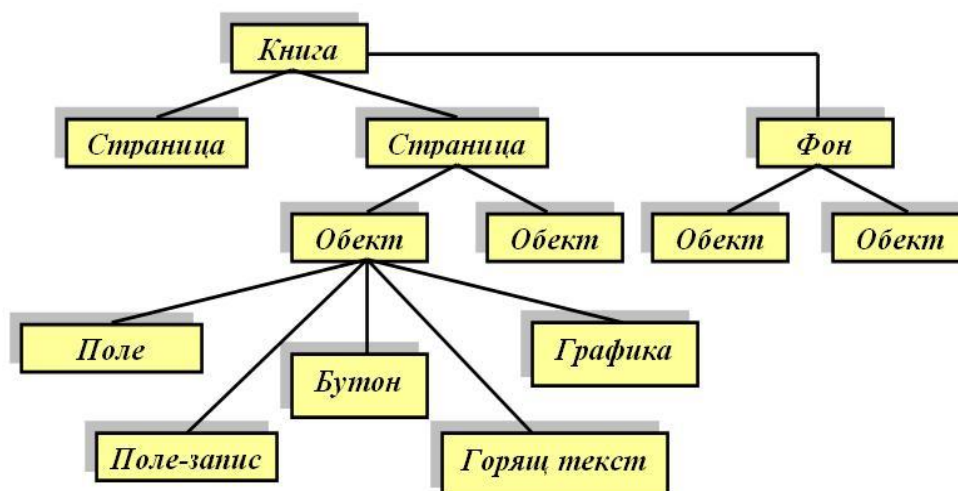 Книга
Страница
Страница
Фон
Обект
Обект
Обект
Обект
Поле
Бутон
Графика
Поле-запис
Горящ текст